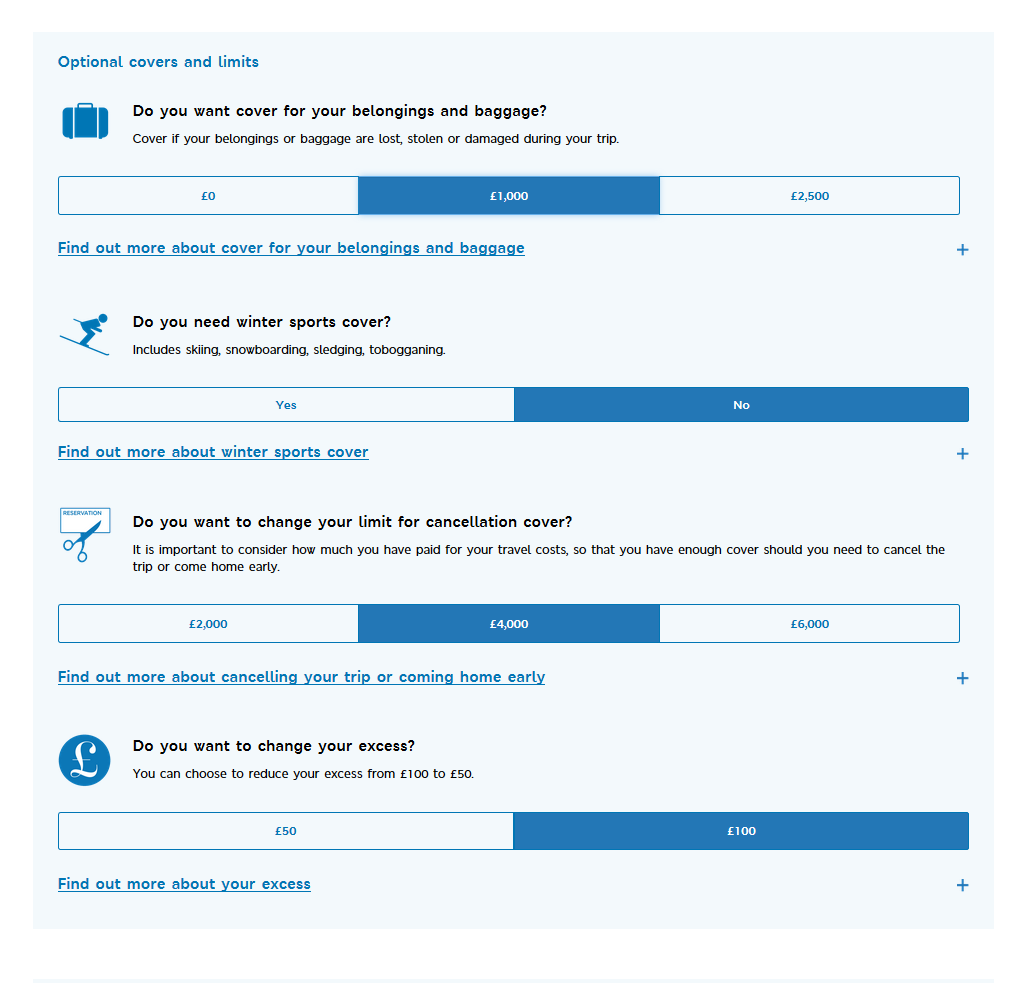 Optional covers and limits
Do you want cover for your belongings and baggage?
Cover if your belongings or baggage are lost, stolen or damaged during your trip.
£0
£1,000
£2,500
Find out more about cover for your belongings and baggage
+
Do you need winter sports cover?
Includes skiing, snowboarding, sledging, tobogganing.
Yes
No
Find out more about winter sports cover
+
RESERVATION
Do you want to change your limit for cancellation cover?
It is important to consider how much you have paid for your travel costs, so that you have enough cover should you need to cancel the
trip or come home early.
£2,000
£4,000
£6,000
Find out more about cancelling your trip or coming home early
+
£
Do you want to change your excess?
You can choose to reduce your excess from £100 to £50.
£50
£100
Find out more about your excess
+